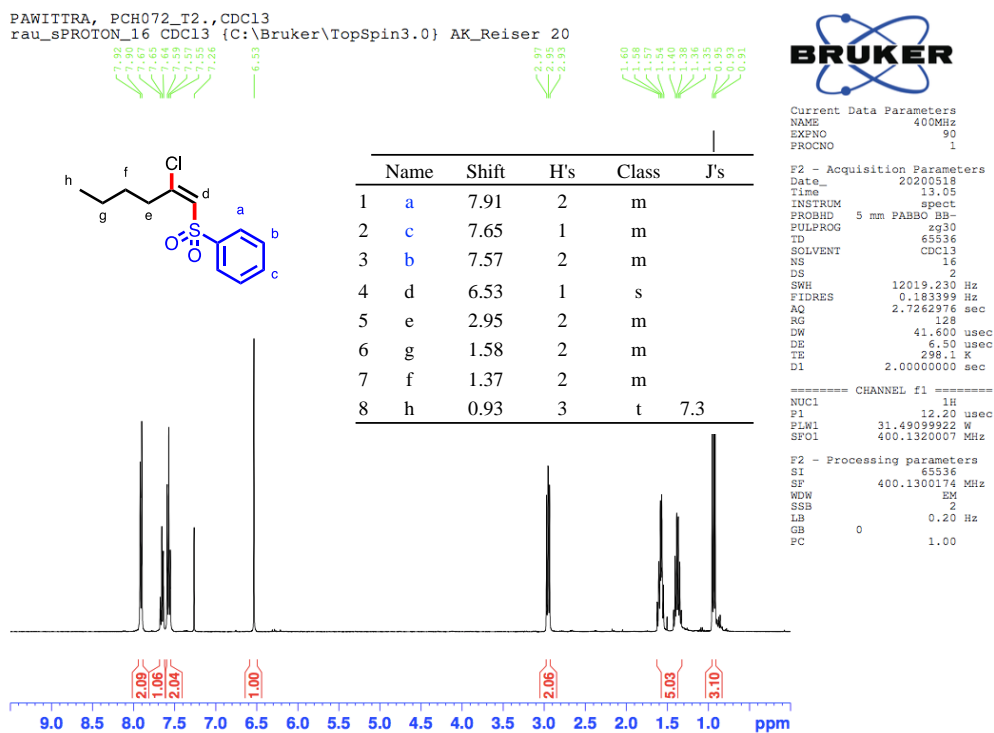 PAWITTRA, PCH072_T2.,CDCl3
rau_sPROTON_16 CDCl3 {C:\Bruker\TopSpin3.0} AK_Reiser 20
7.92
7.90
7.67
7.65
7.64
7.59
7.57
7.55
7.26
6.53
2.97
2.95
2.93
1.60
1.58
1.57
1.54
1.40
1.38
1.36
1.35
0.95
0.93
0.91
BRUKER
Current Data Parameters
NAME 400MHz
EXPNO 90
PROCNO 1
F2 - Acquisition Parameters
Date_ 20200518
Time 13.05
INSTRUM spect
PROBHD 5 mm PABBO BB-
PULPROG zg30
TD 65536
SOLVENT CDCl3
NS 16
DS 2
SWH 12019.230 Hz
FIDRES 0.183399 Hz
AQ 2.7262976 sec
RG 128
DW 41.600 usec
DE 6.50 usec
TE 298.1 K
D1 2.00000000 sec
======== CHANNEL f1 ========
NUC1 1H
P1 12.20 usec
PLW1 31.49099922 W
SFO1 400.1320007 MHz
F2 - Processing parameters
SI 65536
SF 400.1300174 MHz
WDW EM
SSB 2
LB 0.20 Hz
GB 0
PC 1.00
Cl
h
f
d
g
e
S
O
O
a
b
c
Name Shift H's Class J's
1 a 7.91 2 m
2 c 7.65 1 m
3 b 7.57 2 m
4 d 6.53 1 s
5 e 2.95 2 m
6 g 1.58 2 m
7 f 1.37 2 m
8 h 0.93 3 t 7.3
2.09
1.06
2.04
1.00
2.06
5.03
3.10
9.0 8.5 8.0 7.5 7.0 6.5 6.0 5.5 5.0 4.5 4.0 3.5 3.0 2.5 2.0 1.5 1.0 ppm